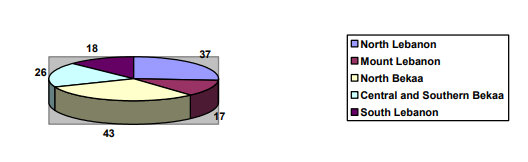 18
37
26
17
43
North Lebanon
Mount Lebanon
North Bekaa
Central and Southern Bekaa
South Lebanon